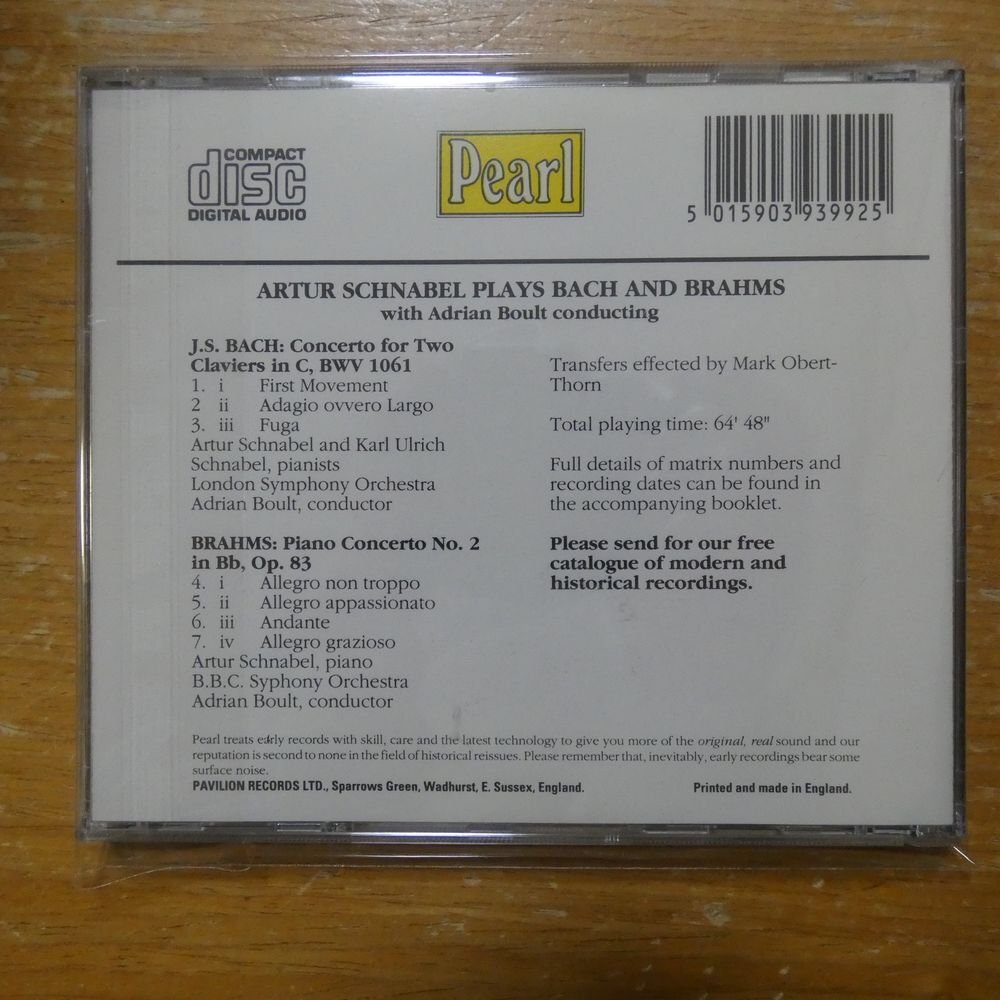 COMPACT
disc
DIGITAL AUDIO
Pearl
5 015903 939925
ARTUR SCHNABEL PLAYS BACH AND BRAHMS
with Adrian Boult conducting
J.S. BACH: Concerto for Two
Claviers in C, BWV 1061
1. i First Movement
2 ii Adagio ovvero Largo
3. iii Fuga
Artur Schnabel and Karl Ulrich
Schnabel, pianists
London Symphony Orchestra
Adrian Boult, conductor
BRAHMS: Piano Concerto No. 2
in Bb, Op. 83
4. i Allegro non troppo
5. ii Allegro appassionato
6. iii Andante
7. iv Allegro grazioso
Artur Schnabel, piano
B.B.C. Syphony Orchestra
Adrian Boult, conductor
Transfers effected by Mark Obert-
Thorn
Total playing time: 64' 48"
Full details of matrix numbers and
recording dates can be found in
the accompanying booklet.
Please send for our free
catalogue of modern and
historical recordings.
Pearl treats early records with skill, care and the latest technology to give you more of the original, real sound and our
reputation is second to none in the field of historical reissues. Please remember that, inevitably, early recordings bear some
surface noise.
PAVILION RECORDS LTD., Sparrows Green, Wadhurst, E. Sussex, England.
Printed and made in England.